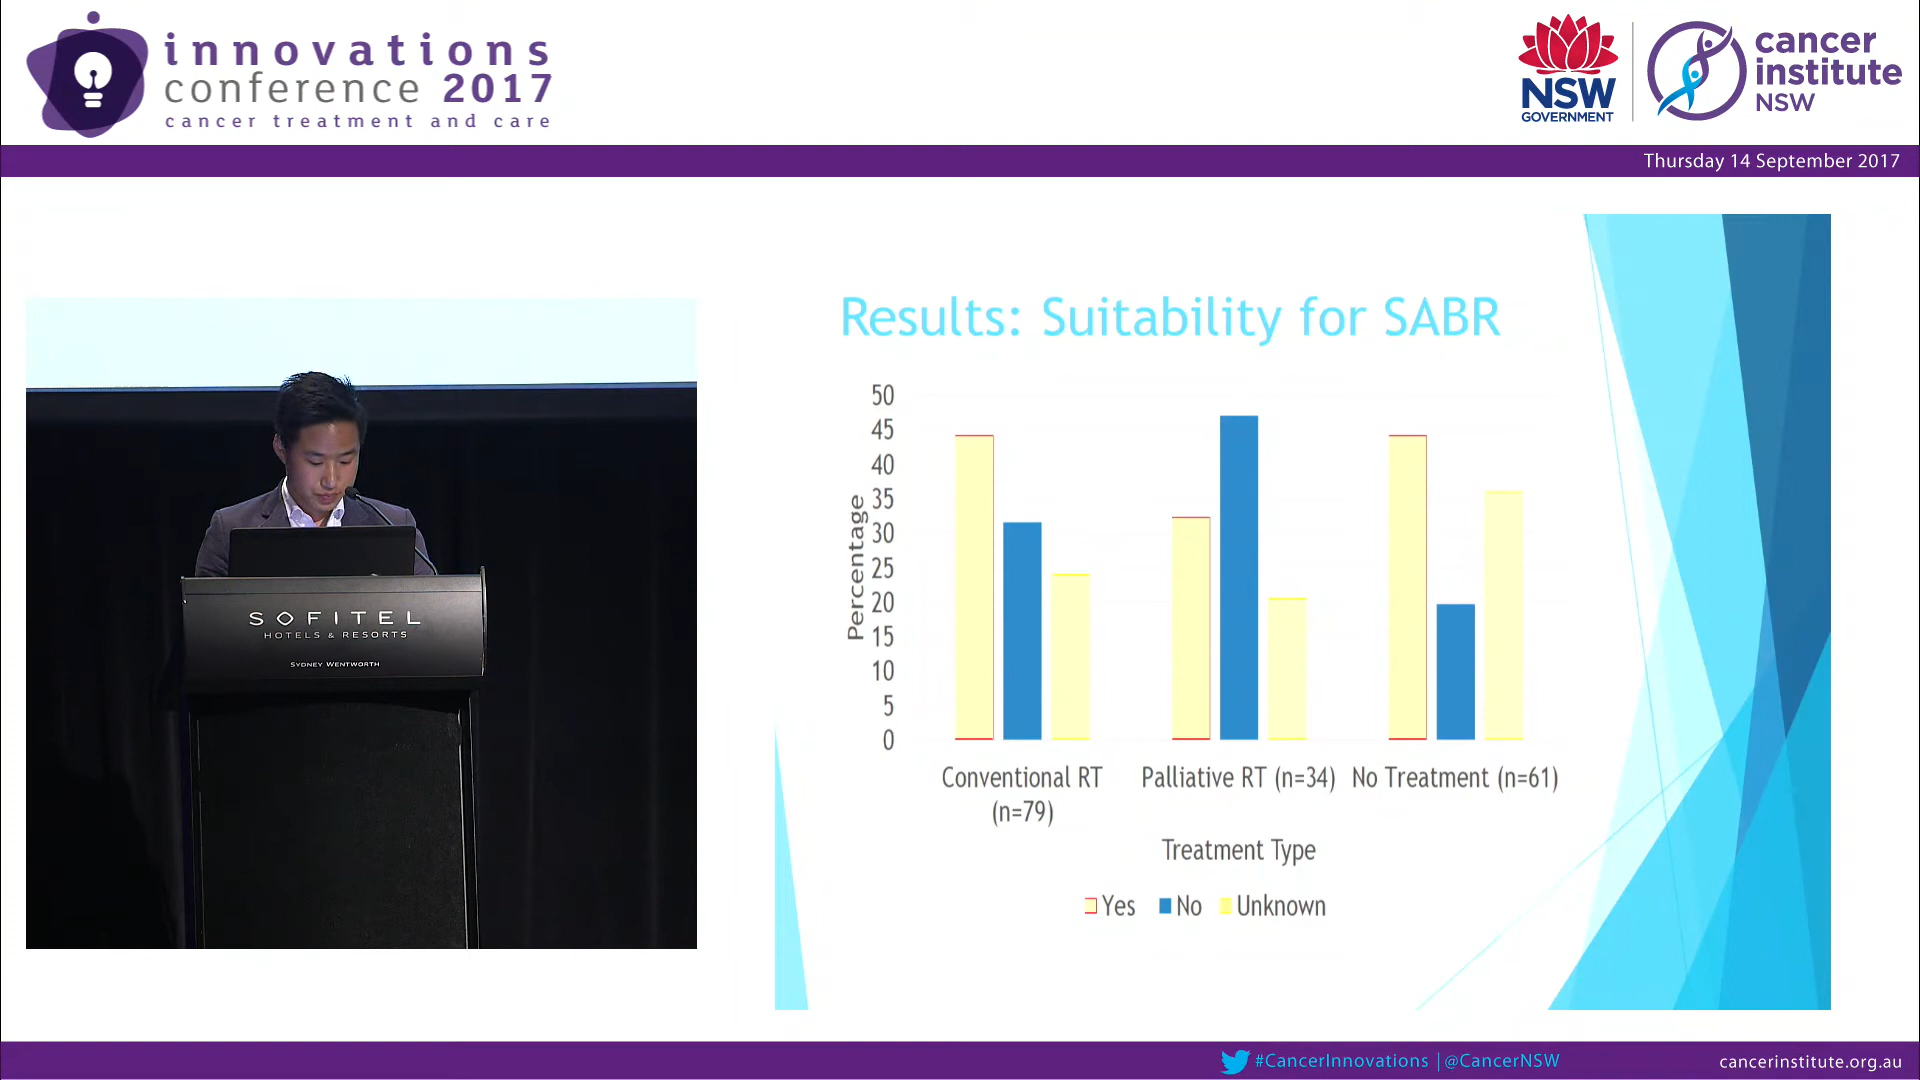 innovations
conference 2017
cancer treatment and care
NSW
GOVERNMENT
cancer
institute
NSW
Thursday 14 September 2017
Results: Suitability for SABR
50
45
40
35
30
25
20
15
10
5
0
Percentage
Conventional RT
(n=79)
Palliative RT (n=34)
No Treatment (n=61)
Treatment Type
Yes No Unknown
SOFITEL
HOTELS & RESORTS
SYDNEY WENTWORTH
#CancerInnovations | @CancerNSW
cancerinstitute.org.au